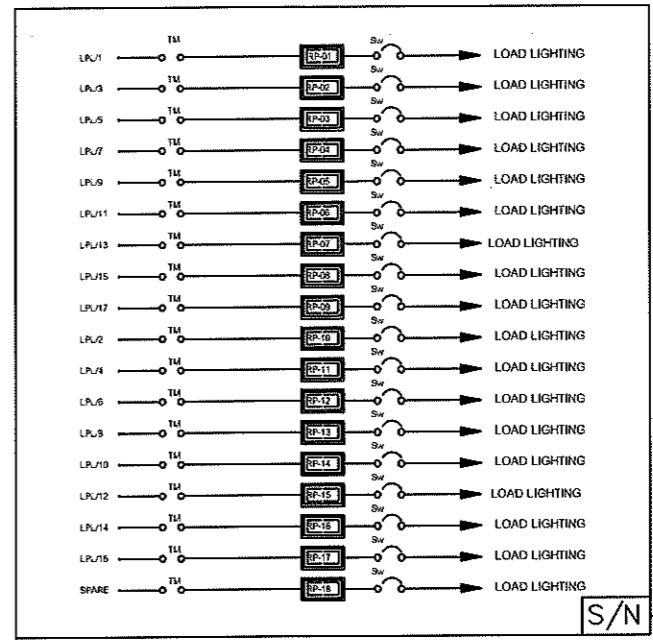 LPL/1 TM RP-01 Sw LOAD LIGHTING
LPL/3 TM RP-02 Sw LOAD LIGHTING
LPL/5 TM RP-03 Sw LOAD LIGHTING
LPL/7 TM RP-04 Sw LOAD LIGHTING
LPL/9 TM RP-05 Sw LOAD LIGHTING
LPL/11 TM RP-06 Sw LOAD LIGHTING
LPL/13 TM RP-07 Sw LOAD LIGHTING
LPL/15 TM RP-08 Sw LOAD LIGHTING
LPL/17 TM RP-09 Sw LOAD LIGHTING
LPL/2 TM RP-10 Sw LOAD LIGHTING
LPL/4 TM RP-11 Sw LOAD LIGHTING
LPL/6 TM RP-12 Sw LOAD LIGHTING
TM RP-13 Sw LOAD LIGHTING
LPL/10 TM RP-14 Sw LOAD LIGHTING
LPL/12 TM RP-15 Sw LOAD LIGHTING
LPL/14 TM RP-16 Sw LOAD LIGHTING
TM RP-17 Sw LOAD LIGHTING
SPARE TM RP-18 Sw LOAD LIGHTING
S/N